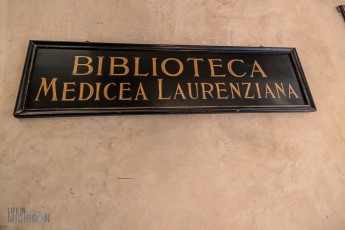 BIBLIOTECA
MEDICEA LAURENZIANA
LIFE IN
MICHIGAN